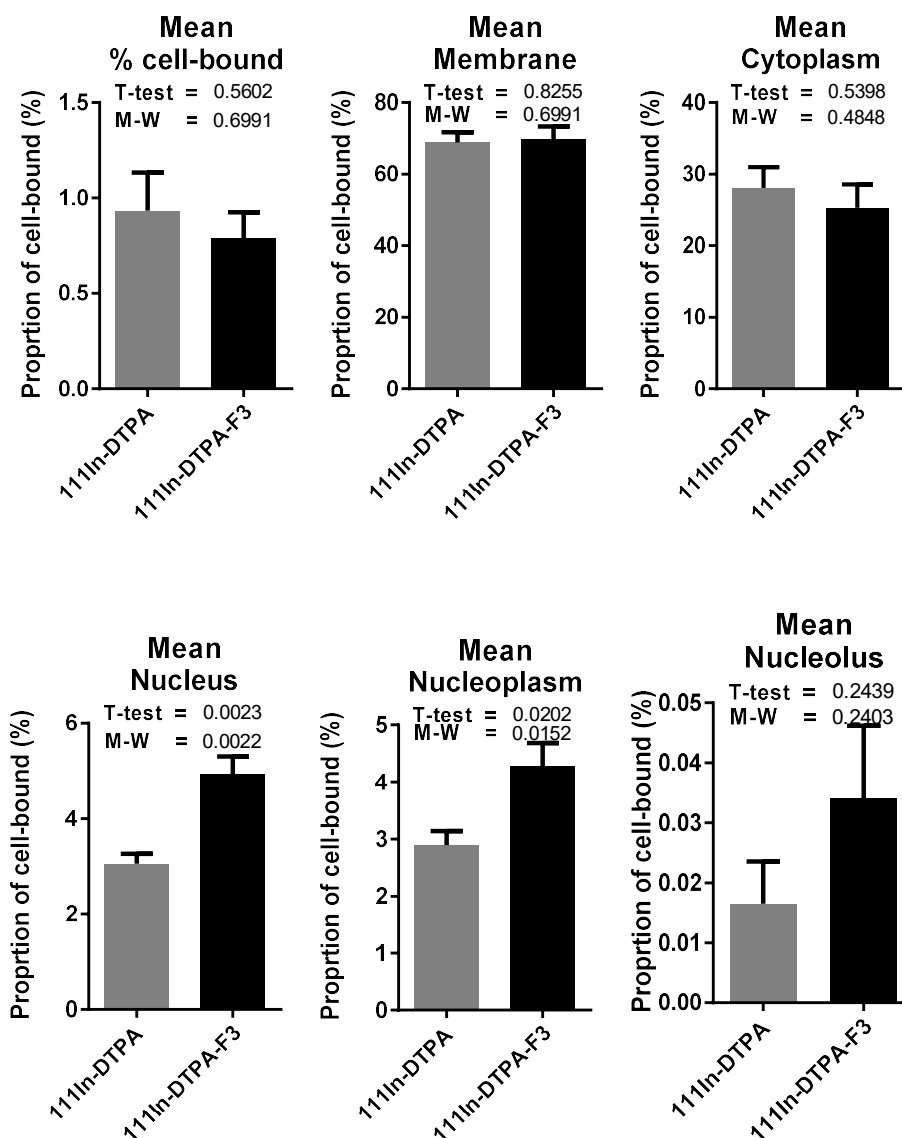 Mean
% cell-bound
T-test = 0.5602
M-W = 0.6991
Proprtion of cell-bound (%)
1.5
1.0
0.5
0.0
111In-DTPA
111In-DTPA-F3
Mean
Membrane
T-test = 0.8255
M-W = 0.6991
Proprtion of cell-bound (%)
80
60
40
20
0
111In-DTPA
111In-DTPA-F3
Mean
Cytoplasm
T-test = 0.5398
M-W = 0.4848
Proprtion of cell-bound (%)
40
30
20
10
0
111In-DTPA
111In-DTPA-F3
Mean
Nucleus
T-test = 0.0023
M-W = 0.0022
Proprtion of cell-bound (%)
6
4
2
0
111In-DTPA
111In-DTPA-F3
Mean
Nucleoplasm
T-test = 0.0202
M-W = 0.0152
Proprtion of cell-bound (%)
5
4
3
2
1
0
111In-DTPA
111In-DTPA-F3
Mean
Nucleolus
T-test = 0.2439
M-W = 0.2403
Proprtion of cell-bound (%)
0.05
0.04
0.03
0.02
0.01
0.00
111In-DTPA
111In-DTPA-F3